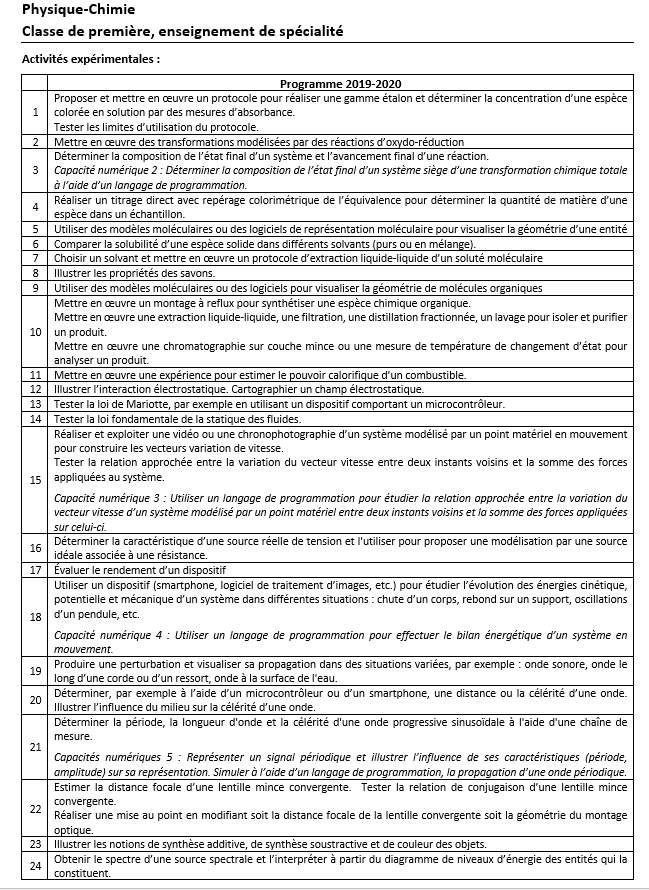 Physique-Chimie
Classe de première, enseignement de spécialité
Activités expérimentales :
Programme 2019-2020
1
Proposer et mettre en œuvre un protocole pour réaliser une gamme étalon et déterminer la concentration d’une espèce
colorée en solution par des mesures d’absorbance.
Tester les limites d’utilisation du protocole.
2
Mettre en œuvre des transformations modélisées par des réactions d’oxydo-réduction
3
Déterminer la composition de l’état final d’un système et l’avancement final d’une réaction.
Capacité numérique 2 : Déterminer la composition de l’état final d’un système siège d’une transformation chimique totale
à l’aide d’un langage de programmation.
4
Réaliser un titrage direct avec repérage colorimétrique de l’équivalence pour déterminer la quantité de matière d’une
espèce dans un échantillon.
5
Utiliser des modèles moléculaires ou des logiciels de représentation moléculaire pour visualiser la géométrie d’une entité
6
Comparer la solubilité d’une espèce solide dans différents solvants (purs ou en mélange).
7
Choisir un solvant et mettre en œuvre un protocole d’extraction liquide-liquide d’un soluté moléculaire
8
Illustrer les propriétés des savons.
9
Utiliser des modèles moléculaires ou des logiciels pour visualiser la géométrie de molécules organiques
10
Mettre en œuvre un montage à reflux pour synthétiser une espèce chimique organique.
Mettre en œuvre une extraction liquide-liquide, une filtration, une distillation fractionnée, un lavage pour isoler et purifier
un produit.
Mettre en œuvre une chromatographie sur couche mince ou une mesure de température de changement d’état pour
analyser un produit.
11
Mettre en œuvre une expérience pour estimer le pouvoir calorifique d’un combustible.
12
Illustrer l’interaction électrostatique. Cartographier un champ électrostatique.
13
Tester la loi de Mariotte, par exemple en utilisant un dispositif comportant un microcontrôleur.
14
Tester la loi fondamentale de la statique des fluides.
15
Réaliser et exploiter une vidéo ou une chronophotographie d’un système modélisé par un point matériel en mouvement
pour construire les vecteurs variation de vitesse.
Tester la relation approchée entre la variation du vecteur vitesse entre deux instants voisins et la somme des forces
appliquées au système.
Capacité numérique 3 : Utiliser un langage de programmation pour étudier la relation approchée entre la variation du
vecteur vitesse d’un système modélisé par un point matériel entre deux instants voisins et la somme des forces appliquées
sur celui-ci.
16
Déterminer la caractéristique d’une source réelle de tension et l'utiliser pour proposer une modélisation par une source
idéale associée à une résistance.
17
Évaluer le rendement d’un dispositif
18
Utiliser un dispositif (smartphone, logiciel de traitement d’images, etc.) pour étudier l’évolution des énergies cinétique,
potentielle et mécanique d’un système dans différentes situations : chute d’un corps, rebond sur un support, oscillations
d’un pendule, etc.
Capacité numérique 4 : Utiliser un langage de programmation pour effectuer le bilan énergétique d’un système en
mouvement.
19
Produire une perturbation et visualiser sa propagation dans des situations variées, par exemple : onde sonore, onde le
long d’une corde ou d’un ressort, onde à la surface de l'eau.
20
Déterminer, par exemple à l’aide d’un microcontrôleur ou d’un smartphone, une distance ou la célérité d’une onde.
Illustrer l’influence du milieu sur la célérité d’une onde.
21
Déterminer la période, la longueur d'onde et la célérité d'une onde progressive sinusoïdale à l'aide d'une chaîne de
mesure.
Capacités numériques 5 : Représenter un signal périodique et illustrer l’influence de ses caractéristiques (période,
amplitude) sur sa représentation. Simuler à l’aide d’un langage de programmation, la propagation d’une onde périodique.
22
Estimer la distance focale d’une lentille mince convergente. Tester la relation de conjugaison d’une lentille mince
convergente.
Réaliser une mise au point en modifiant soit la distance focale de la lentille convergente soit la géométrie du montage
optique.
23
Illustrer les notions de synthèse additive, de synthèse soustractive et de couleur des objets.
24
Obtenir le spectre d’une source spectrale et l’interpréter à partir du diagramme de niveaux d’énergie des entités qui la
constituent.